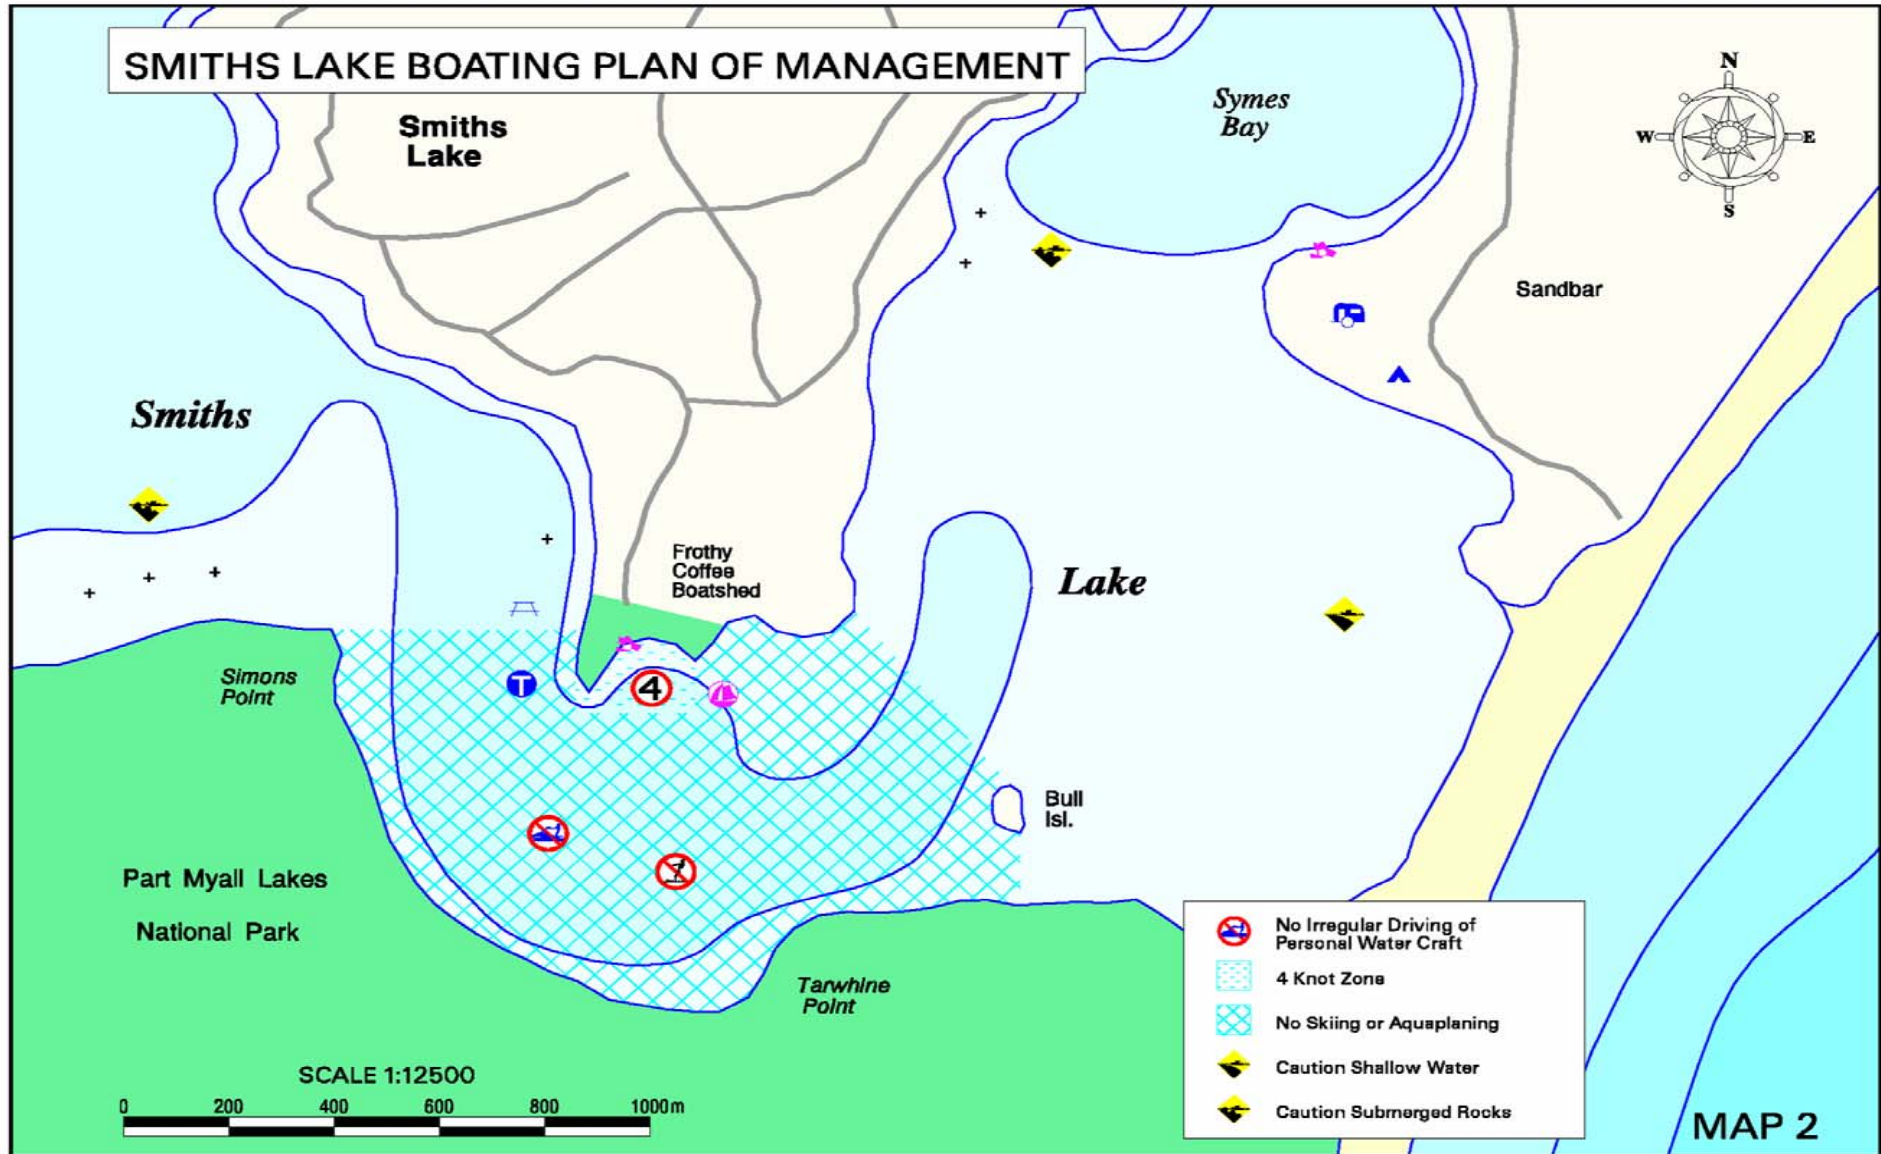 SMITHS LAKE BOATING PLAN OF MANAGEMENT
Smiths
Lake
Symes
Bay
N
W
E
S
Sandbar
Smiths
Frothy
Coffee
Boatshed
Lake
Simons
Point
T
4
Bull
Isl.
Part Myall Lakes
National Park
Tarwhine
Point
No Irregular Driving of
Personal Water Craft
4 Knot Zone
No Skiing or Aquaplaning
Caution Shallow Water
Caution Submerged Rocks
SCALE 1:12500
0 200 400 600 800 1000m
MAP 2